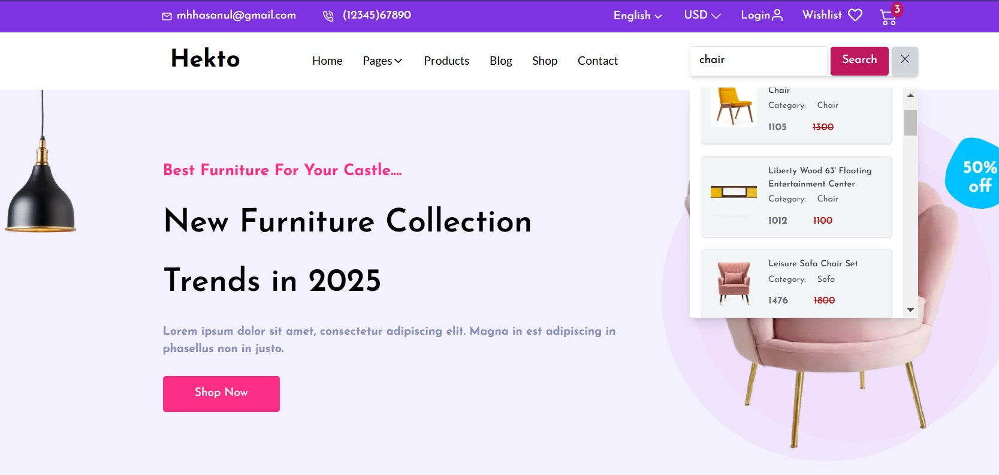 mhhasanul@gmail.com (12345)67890 English USD Login Wishlist 3
Hekto Home Pages Products Blog Shop Contact chair Search
Chair
Category: Chair
1105 1300
Liberty Wood 63' Floating
Entertainment Center
Category: Chair
1012 1100
Leisure Sofa Chair Set
Category: Sofa
1476 1800
50%
off
Best Furniture For Your Castle....
New Furniture Collection
Trends in 2025
Lorem ipsum dolor sit amet, consectetur adipiscing elit. Magna in est adipiscing in
phasellus non in justo.
Shop Now